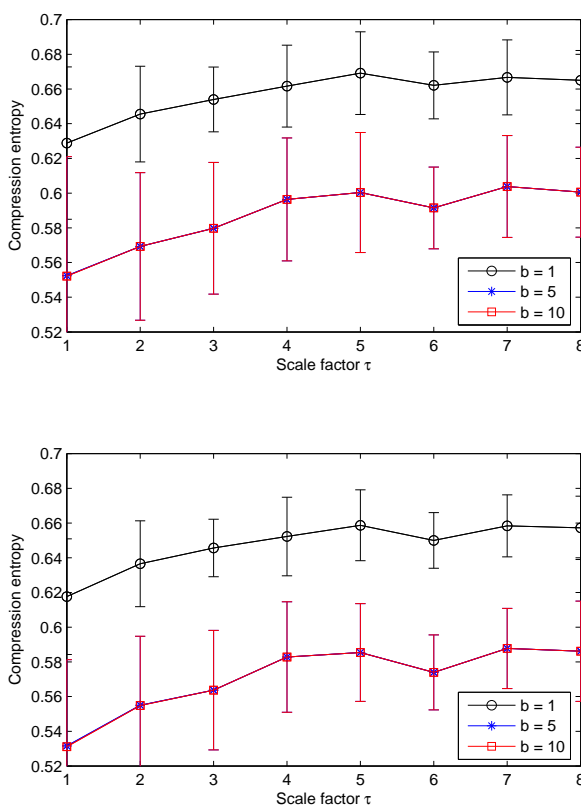 0.7
0.68
0.66
0.64
0.62
0.6
0.58
0.56
0.54
0.52
Compression entropy
1 2 3 4 5 6 7 8
Scale factor τ
b = 1
b = 5
b = 10
0.7
0.68
0.66
0.64
0.62
0.6
0.58
0.56
0.54
0.52
Compression entropy
1 2 3 4 5 6 7 8
Scale factor τ
b = 1
b = 5
b = 10